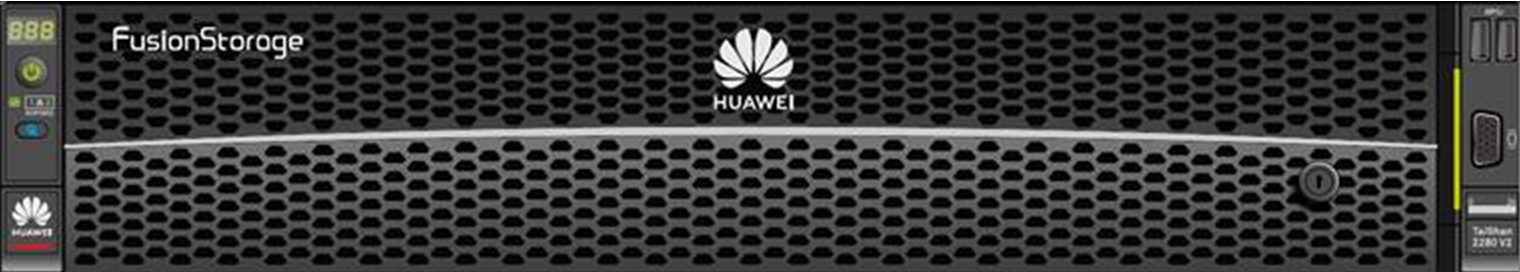 888
FusionStorage
HUAWEI
HUAWEI
TaiShan
2280 V2